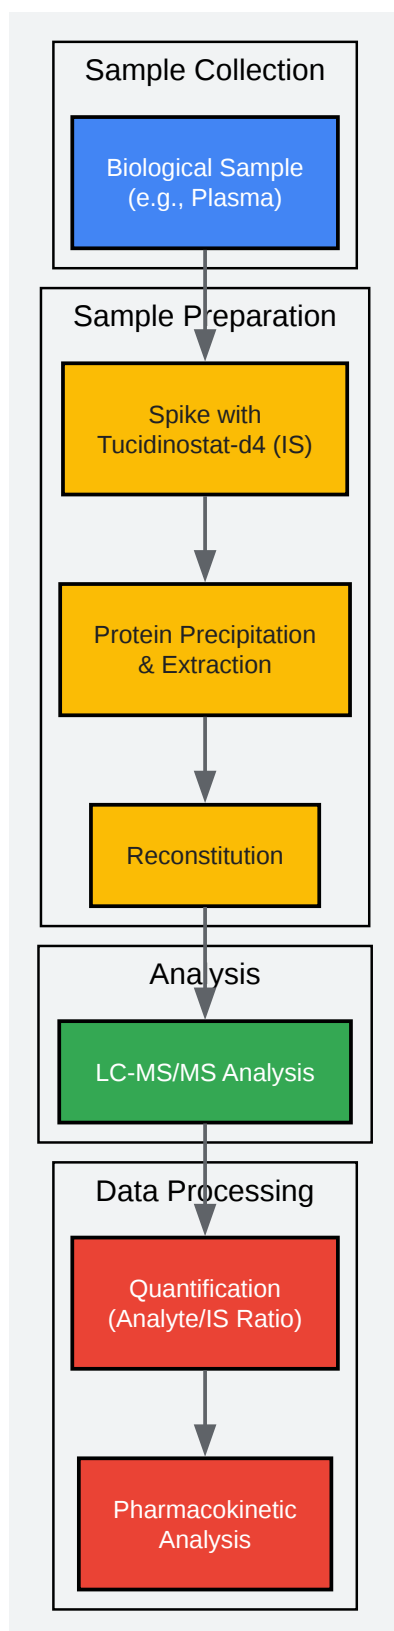 Sample Collection
Biological Sample
(e.g., Plasma)
Sample Preparation
Spike with
Tucidinostat-d4 (IS)
Protein Precipitation
& Extraction
Reconstitution
Analysis
LC-MS/MS Analysis
Data Processing
Quantification
(Analyte/IS Ratio)
Pharmacokinetic
Analysis